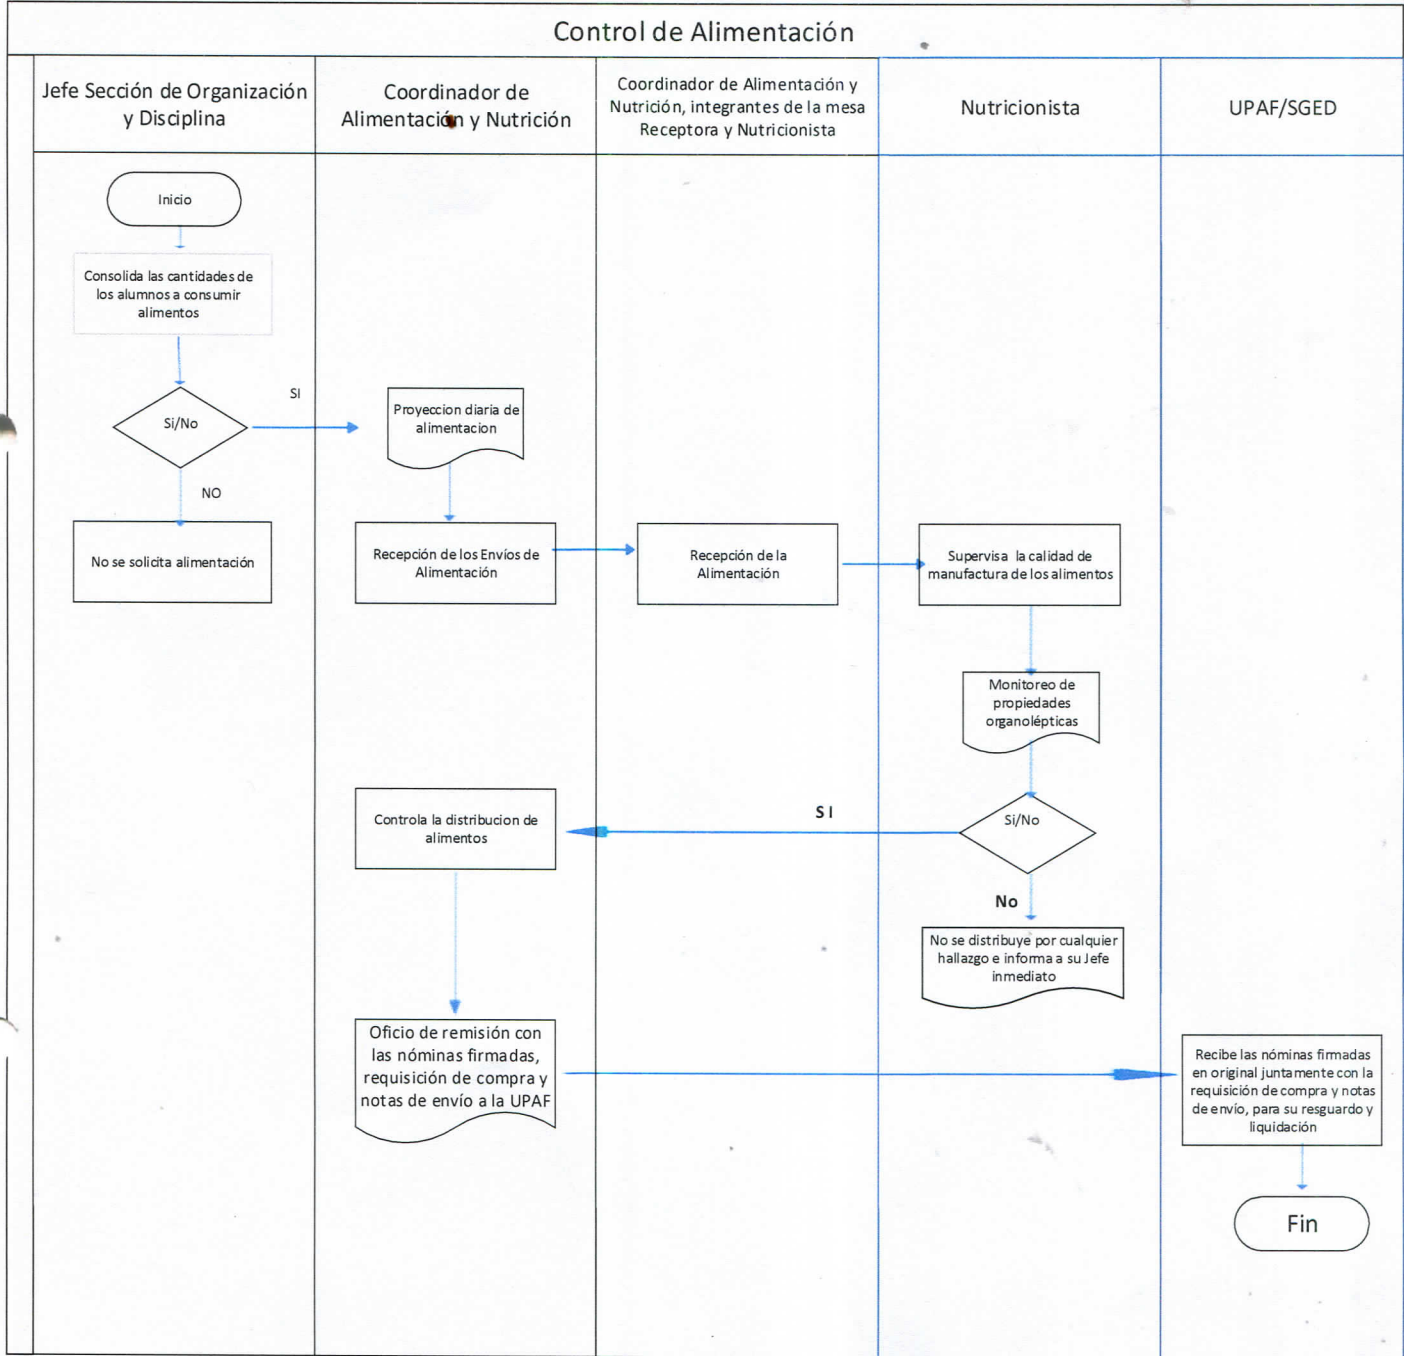 Control de Alimentación
Jefe Sección de Organización
y Disciplina
Coordinador de
Alimentación y Nutrición
Coordinador de Alimentación y
Nutrición, integrantes de la mesa
Receptora y Nutricionista
Nutricionista
UPAF/SGED
Inicio
Consolida las cantidades de
los alumnos a consumir
alimentos
Si/No
SI
NO
No se solicita alimentación
Proyeccion diaria de
alimentacion
Recepción de los Envíos de
Alimentación
Recepción de la
Alimentación
Supervisa la calidad de
manufactura de los alimentos
Monitoreo de
propiedades
organolépticas
Si/No
SI
No
No se distribuye por cualquier
hallazgo e informa a su Jefe
inmediato
Controla la distribucion de
alimentos
Oficio de remisión con
las nóminas firmadas,
requisición de compra y
notas de envío a la UPAF
Recibe las nóminas firmadas
en original juntamente con la
requisición de compra y notas
de envío, para su resguardo y
liquidación
Fin